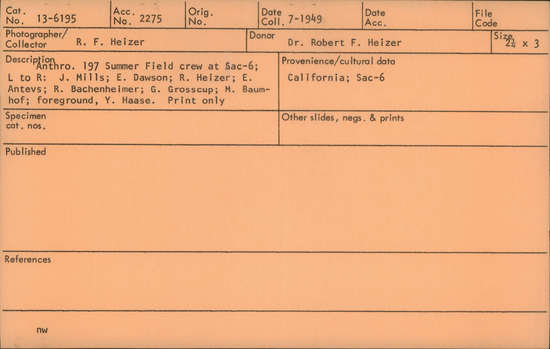 Cat. No. 13-6195 Acc. No. 2275 Orig. No. Date Coll. 7-1949 Date Acc. File Code
Photographer/ Collector R. F. Heizer Donor Dr. Robert F. Heizer Size 2¼ x 3
Description Anthro. 197 Summer Field crew at Sac-6;
L to R: J. Mills; E. Dawson; R. Heizer; E.
Antevs; R. Bachenheimer; G. Grosscup; M. Baum-
hof; foreground, Y. Haase. Print only
Provenience/cultural data
California; Sac-6
Specimen cat. nos.
Other slides, negs. & prints
Published
References
nw